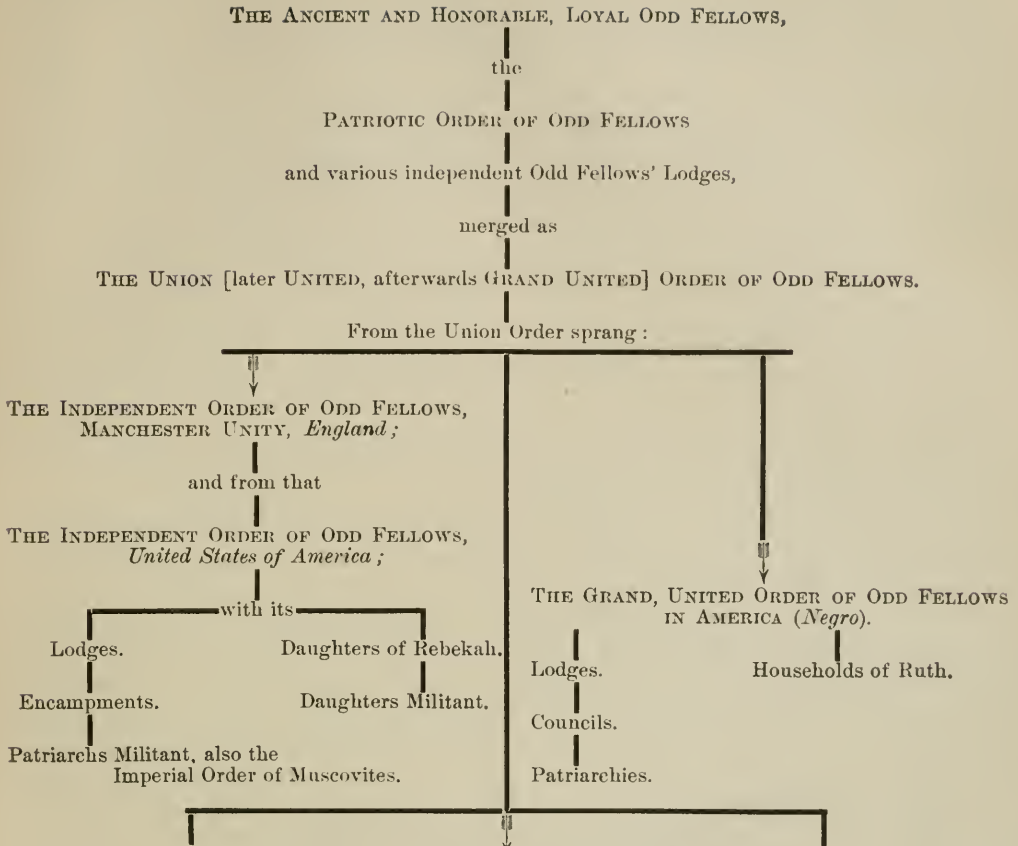 THE ANCIENT AND HONORABLE, LOYAL ODD FELLOWS,
the
PATRIOTIC ORDER OF ODD FELLOWS
and various independent Odd Fellows' Lodges,
merged as
THE UNION [later UNITED, afterwards GRAND UNITED] ORDER OF ODD FELLOWS.
From the Union Order sprang :
THE INDEPENDENT ORDER OF ODD FELLOWS,
MANCHESTER UNITY, England ;
and from that
THE INDEPENDENT ORDER OF ODD FELLOWS,
United States of America ;
with its
Lodges.
Encampments.
Patriarchs Militant, also the
Imperial Order of Muscovites.
Daughters of Rebekah.
Daughters Militant.
THE GRAND, UNITED ORDER OF ODD FELLOWS
IN AMERICA (Negro).
Lodges.
Councils.
Patriarchies.
Households of Ruth.